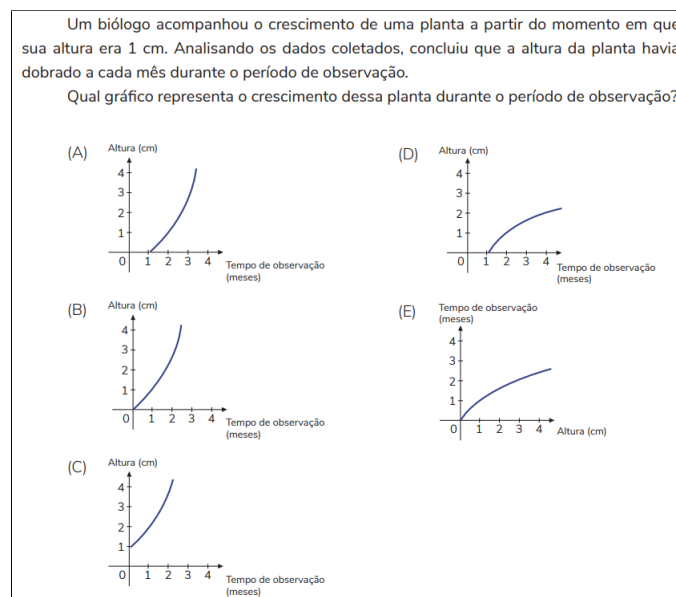 Um biólogo acompanhou o crescimento de uma planta a partir do momento em que
sua altura era 1 cm. Analisando os dados coletados, concluiu que a altura da planta havia
dobrado a cada mês durante o período de observação.
Qual gráfico representa o crescimento dessa planta durante o período de observação?
(A)
Altura (cm)
4
3
2
1
0 1 2 3 4
Tempo de observação
(meses)
(B)
Altura (cm)
4
3
2
1
0 1 2 3 4
Tempo de observação
(meses)
(C)
Altura (cm)
4
3
2
1
0 1 2 3 4
Tempo de observação
(meses)
(D)
Altura (cm)
4
3
2
1
0 1 2 3 4
Tempo de observação
(meses)
(E)
Tempo de observação
(meses)
4
3
2
1
0 1 2 3 4
Altura (cm)